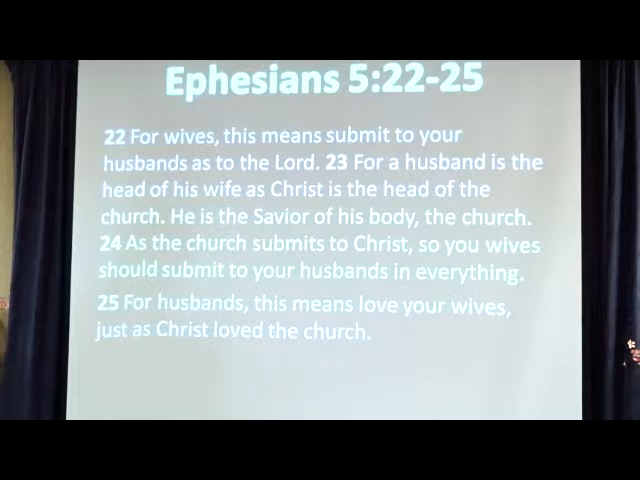 Ephesians 5:22-25
22 For wives, this means submit to your
husbands as to the Lord. 23 For a husband is the
head of his wife as Christ is the head of the
church. He is the Savior of his body, the church.
24 As the church submits to Christ, so you wives
should submit to your husbands in everything.
25 For husbands, this means love your wives,
just as Christ loved the church.